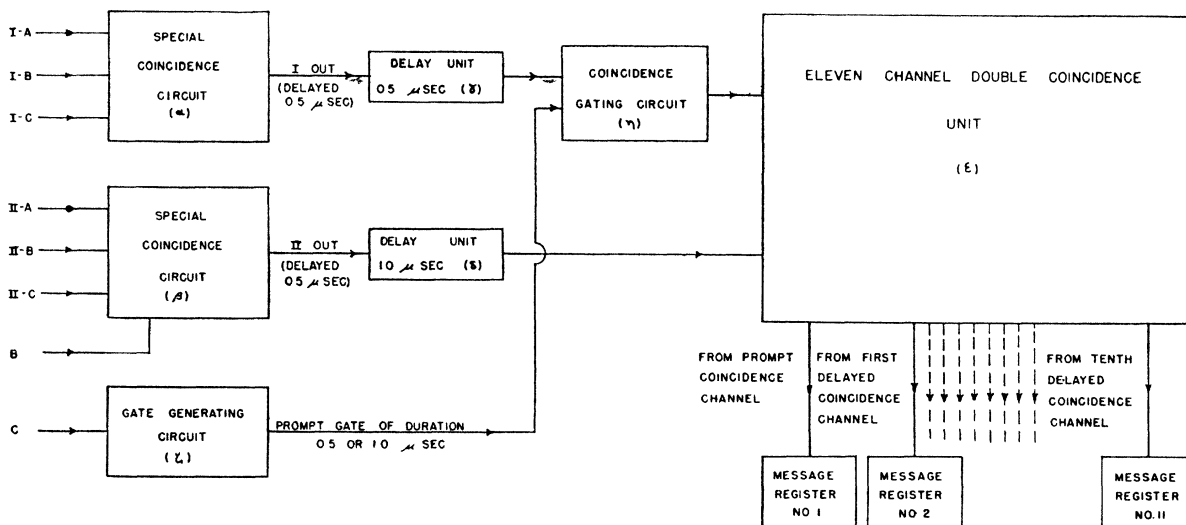 I-A
I-B
I-C
SPECIAL
COINCIDENCE
CIRCUIT
(α)
I OUT
(DELAYED
0.5 μ SEC)
DELAY UNIT
0.5 μ SEC (γ)
COINCIDENCE
GATING CIRCUIT
(η)
ELEVEN CHANNEL DOUBLE COINCIDENCE
UNIT
(ε)
II-A
II-B
II-C
B
SPECIAL
COINCIDENCE
CIRCUIT
(β)
II OUT
(DELAYED
0.5 μ SEC)
DELAY UNIT
1.0 μ SEC (δ)
C
GATE GENERATING
CIRCUIT
(ζ)
PROMPT GATE OF DURATION
0.5 OR 1.0 μ SEC
FROM PROMPT
COINCIDENCE
CHANNEL
FROM FIRST
DELAYED
COINCIDENCE
CHANNEL
FROM TENTH
DELAYED
COINCIDENCE
CHANNEL
MESSAGE
REGISTER
NO. 1
MESSAGE
REGISTER
NO. 2
MESSAGE
REGISTER
NO. 11